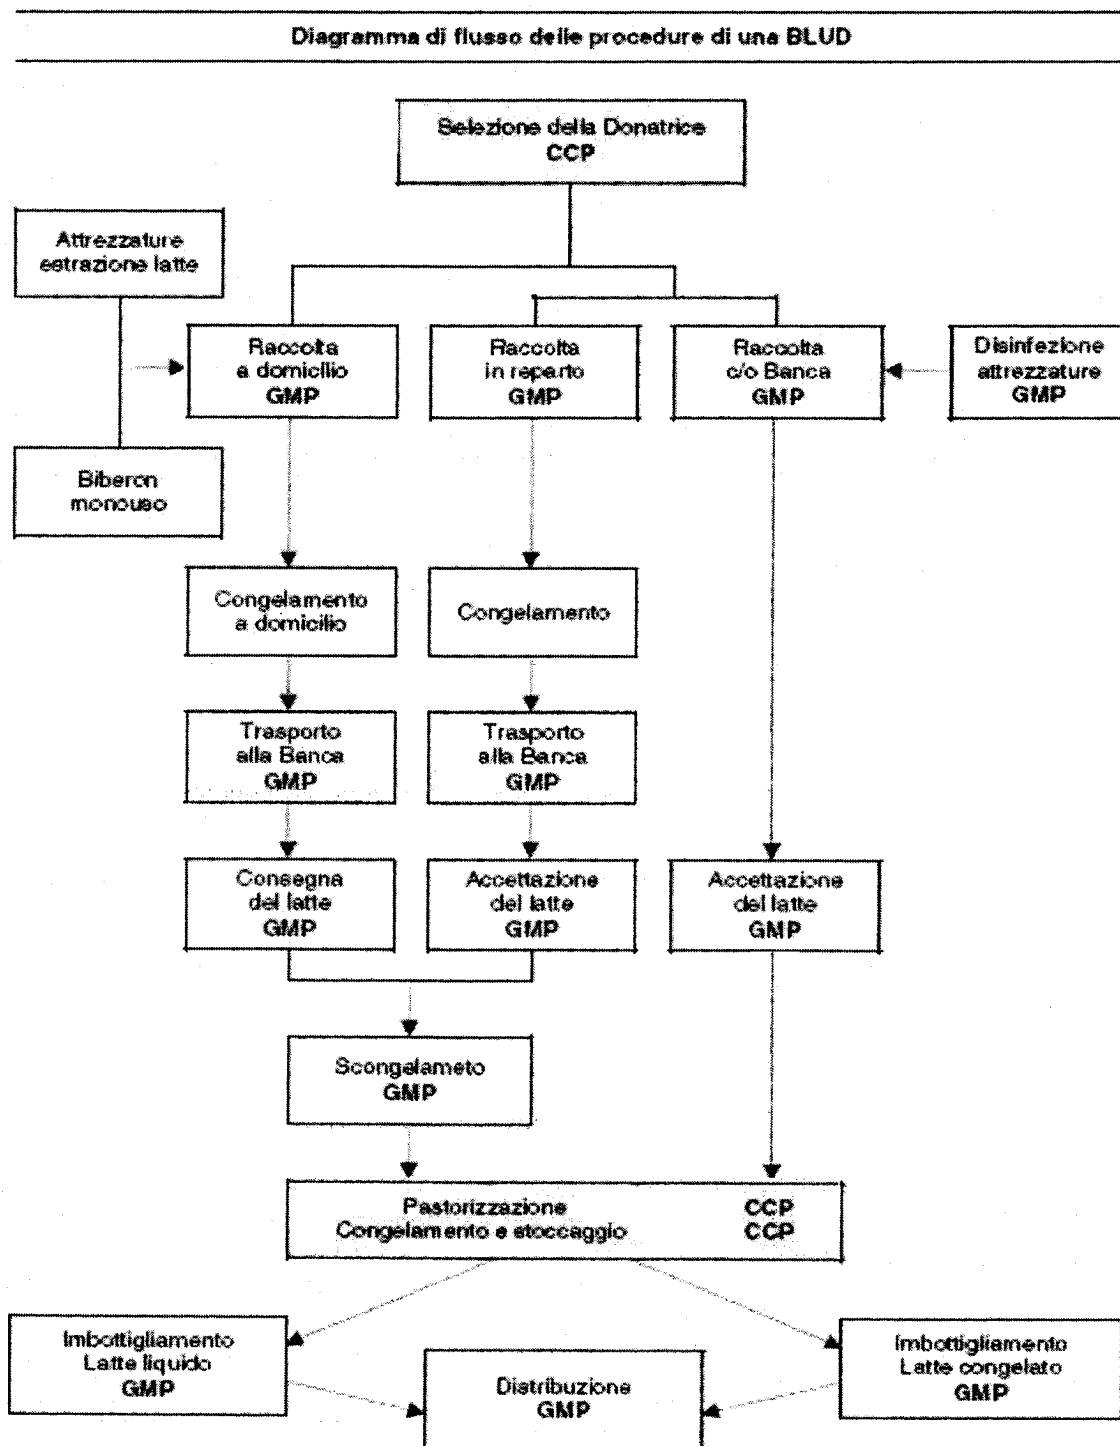 Diagramma di flusso delle procedure di una BLUD
Selezione della Donatrice
CCP
Attrezzature
estrazione latte
Raccolta
a domicilio
GMP
Raccolta
in reparto
GMP
Raccolta
c/o Banca
GMP
Disinfezione
attrezzature
GMP
Biberon
monouso
Congelamento
a domicilio
Congelamento
Trasporto
alla Banca
GMP
Trasporto
alla Banca
GMP
Consegna
del latte
GMP
Accettazione
del latte
GMP
Accettazione
del latte
GMP
Scongelameto
GMP
Pastorizzazione CCP
Congelamento e stoccaggio CCP
Imbottigliamento
Latte liquido
GMP
Distribuzione
GMP
Imbottigliamento
Latte congelato
GMP